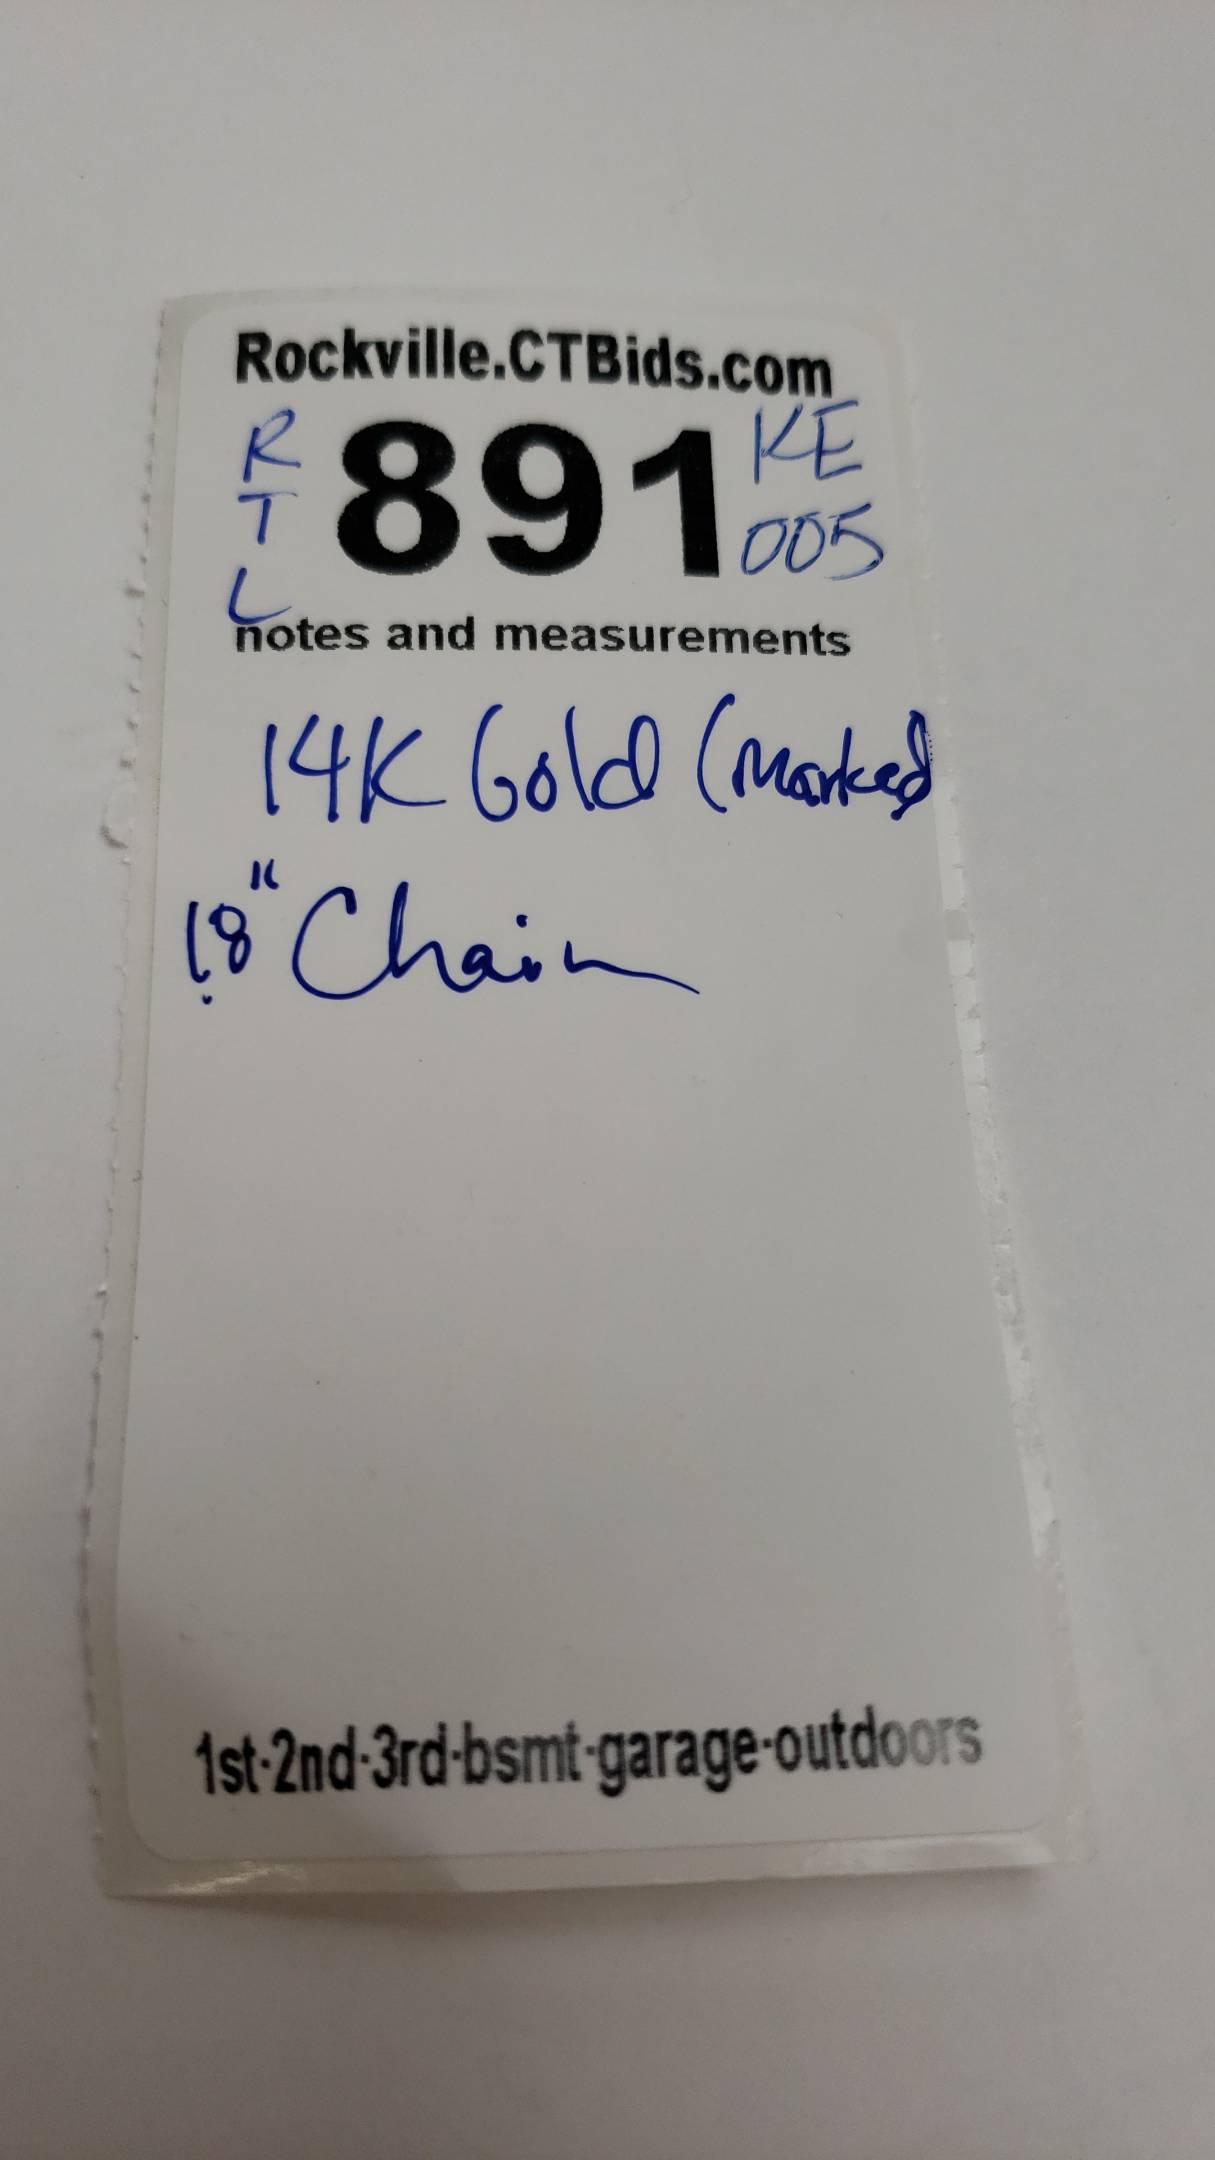 Rockville.CTBids.com
RTL 891 KE 005
notes and measurements
14K Gold (Marked)
18" Chain
1st-2nd-3rd-bsmt-garage-outdoors